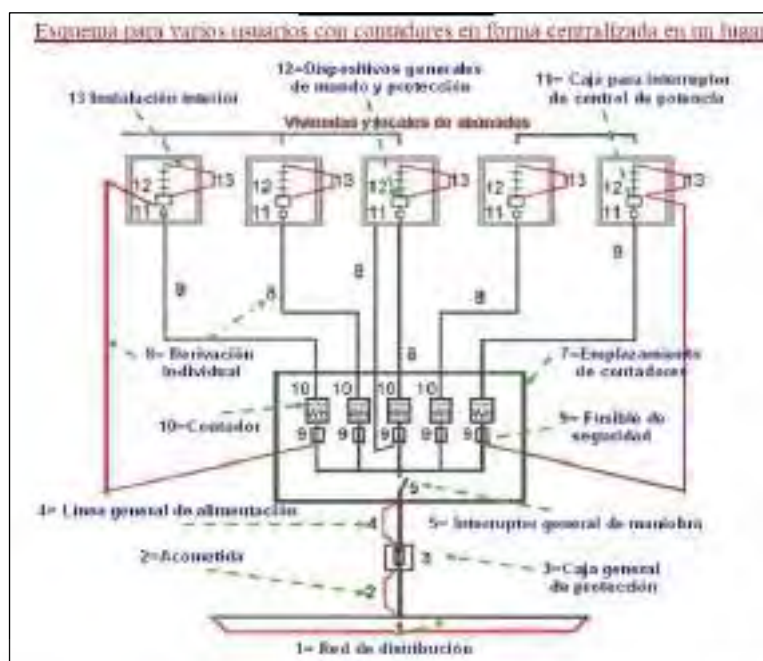 Esquema para varios usuarios con contadores en forma centralizada en un lugar
12=Dispositivos generales
de mando y protección
11= Caja para interruptor
de control de potencia
13 Instalación interior
Viviendas y locales de abonados
12 13 12 13 12 13 12 13 12 13
11 11 11 11 11
8
8
8
8= Derivación
Individual
8
7=Emplazamiento
de contadores
10 10 10 10
10=Contador
9 9 9 9 9
9= Fusible de
seguridad
5
4= Línea general de alimentación
4
5= Interruptor general de maniobra
2=Acometida
3
3=Caja general
de protección
2
1= Red de distribución